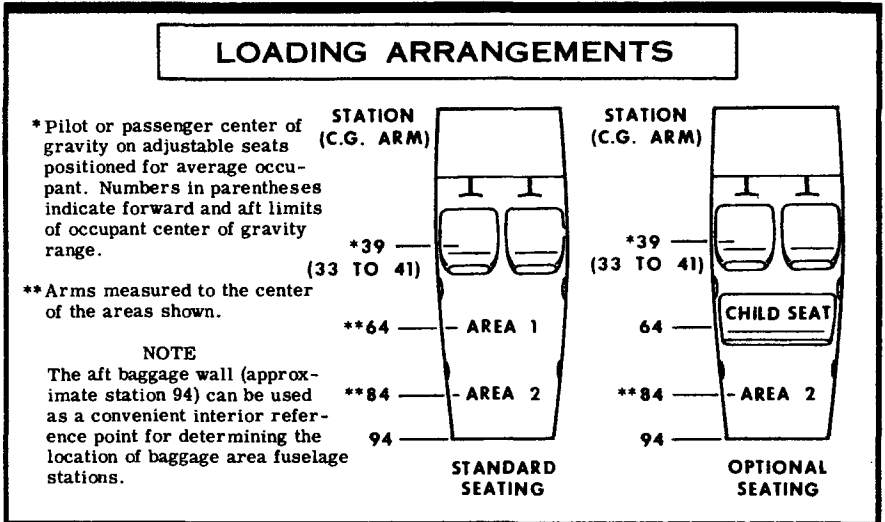 LOADING ARRANGEMENTS
*Pilot or passenger center of
gravity on adjustable seats
positioned for average occu-
pant. Numbers in parentheses
indicate forward and aft limits
of occupant center of gravity
range.
**Arms measured to the center
of the areas shown.
NOTE
The aft baggage wall (approx-
imate station 94) can be used
as a convenient interior refer-
ence point for determining the
location of baggage area fuselage
stations.
STATION
(C.G. ARM)
*39
(33 TO 41)
**64
AREA 1
**84
AREA 2
94
STANDARD
SEATING
STATION
(C.G. ARM)
*39
(33 TO 41)
64
CHILD SEAT
**84
AREA 2
94
OPTIONAL
SEATING